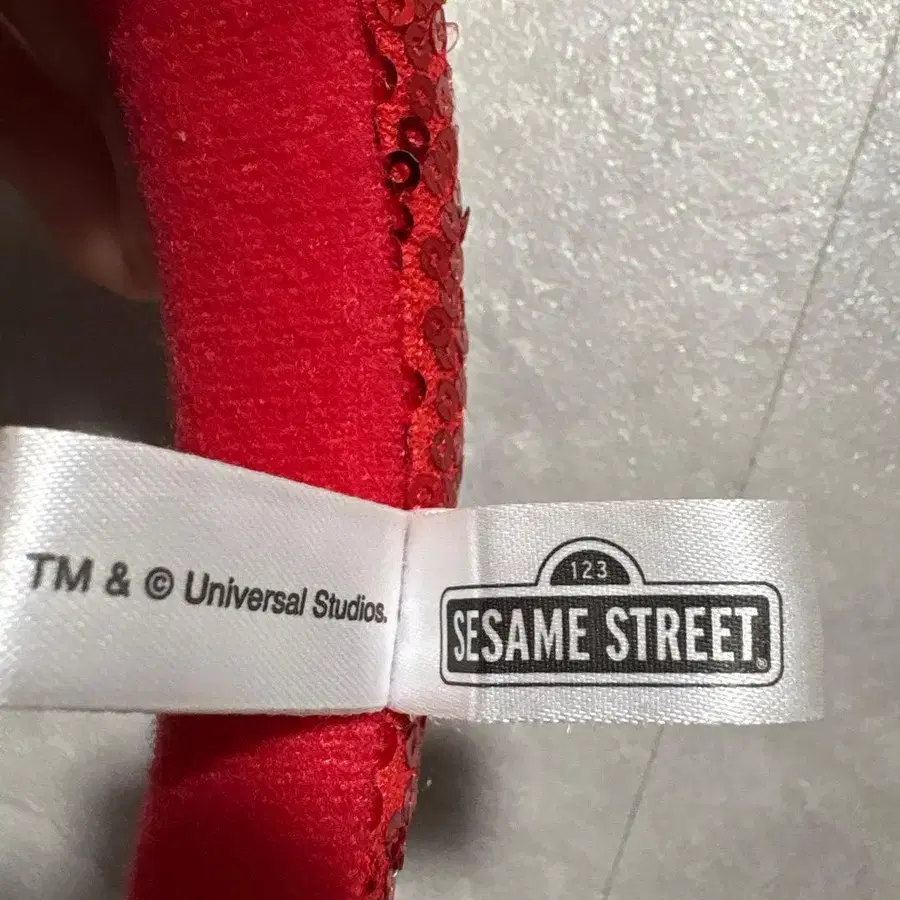 TM & © Universal Studios.
123
SESAME STREET®